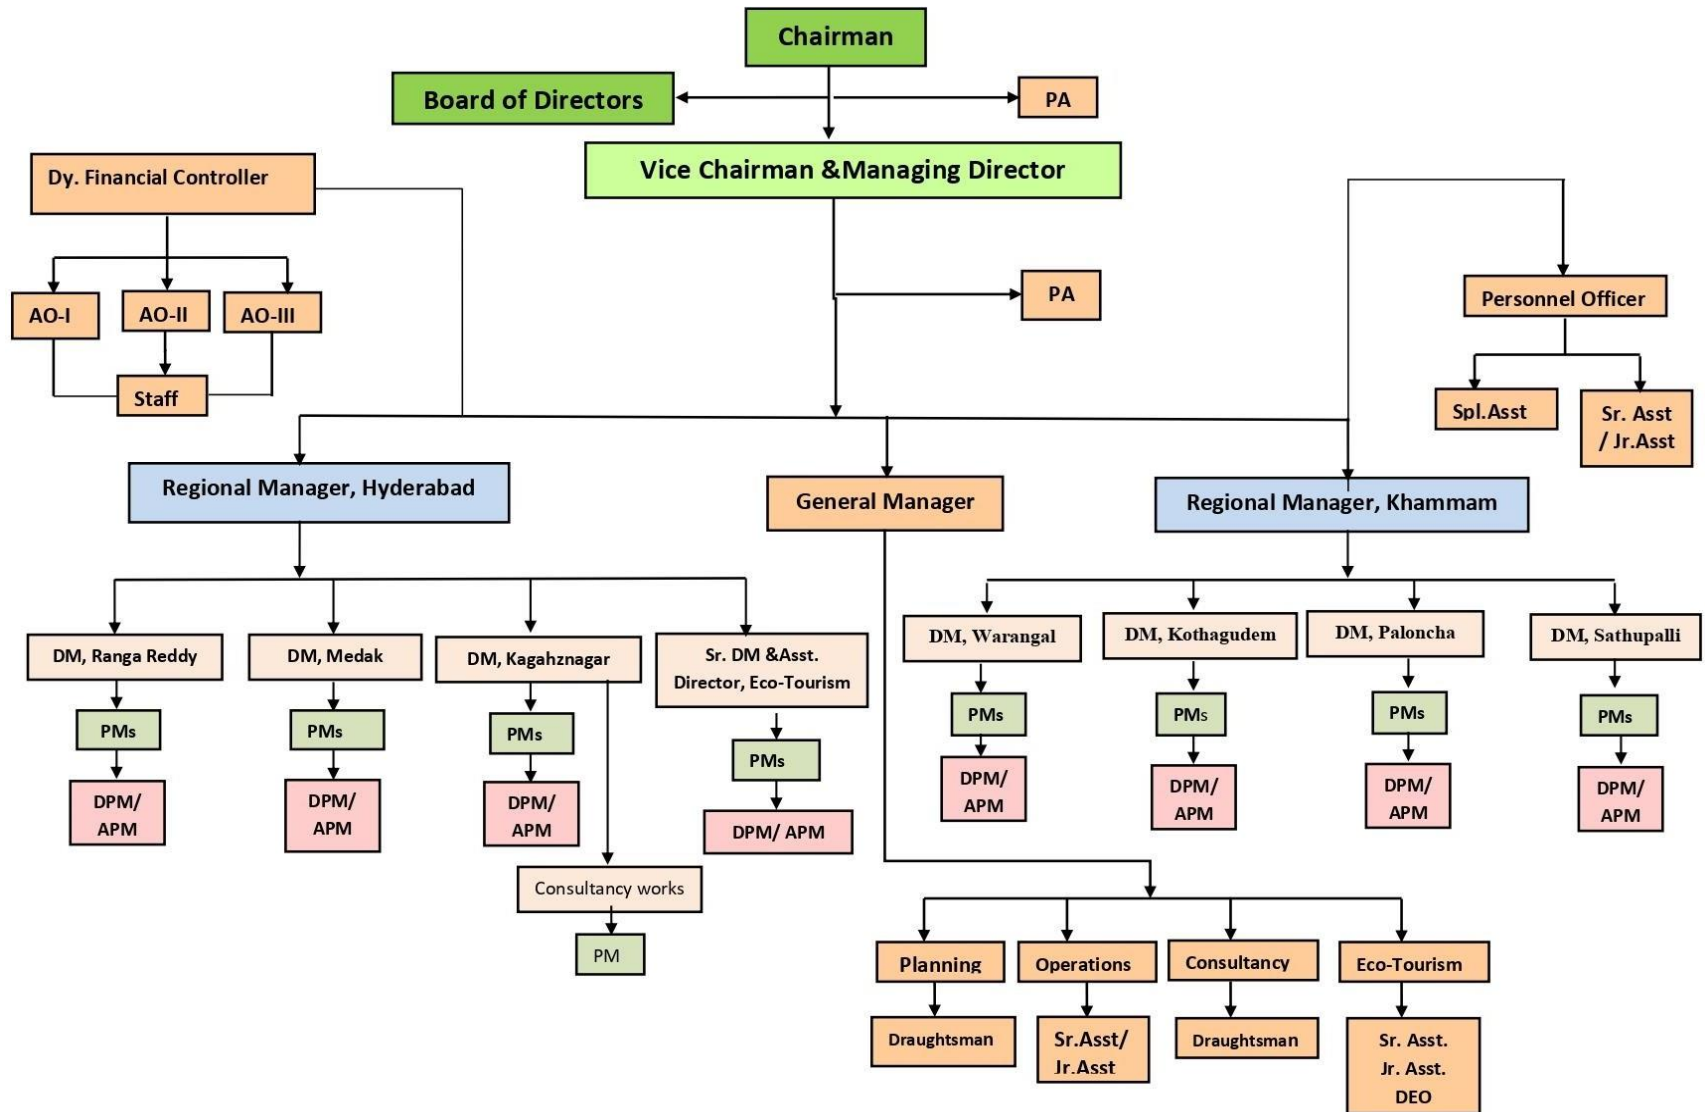 Chairman
Board of Directors
PA
Vice Chairman &Managing Director
Dy. Financial Controller
AO-I
AO-II
AO-III
Staff
PA
Personnel Officer
Spl.Asst
Sr. Asst
/ Jr.Asst
Regional Manager, Hyderabad
General Manager
Regional Manager, Khammam
DM, Ranga Reddy
DM, Medak
DM, Kagahznagar
Sr. DM &Asst.
Director, Eco-Tourism
DM, Warangal
DM, Kothagudem
DM, Paloncha
DM, Sathupalli
PMs
PMs
PMs
PMs
PMs
PMs
PMs
PMs
DPM/
APM
DPM/
APM
DPM/
APM
DPM/ APM
DPM/
APM
DPM/
APM
DPM/
APM
DPM/
APM
Consultancy works
PM
Planning
Operations
Consultancy
Eco-Tourism
Draughtsman
Sr.Asst/
Jr.Asst
Draughtsman
Sr. Asst.
Jr. Asst.
DEO